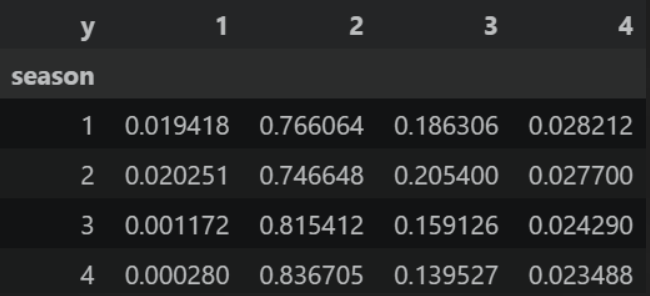 y 1 2 3 4
season
1 0.019418 0.766064 0.186306 0.028212
2 0.020251 0.746648 0.205400 0.027700
3 0.001172 0.815412 0.159126 0.024290
4 0.000280 0.836705 0.139527 0.023488